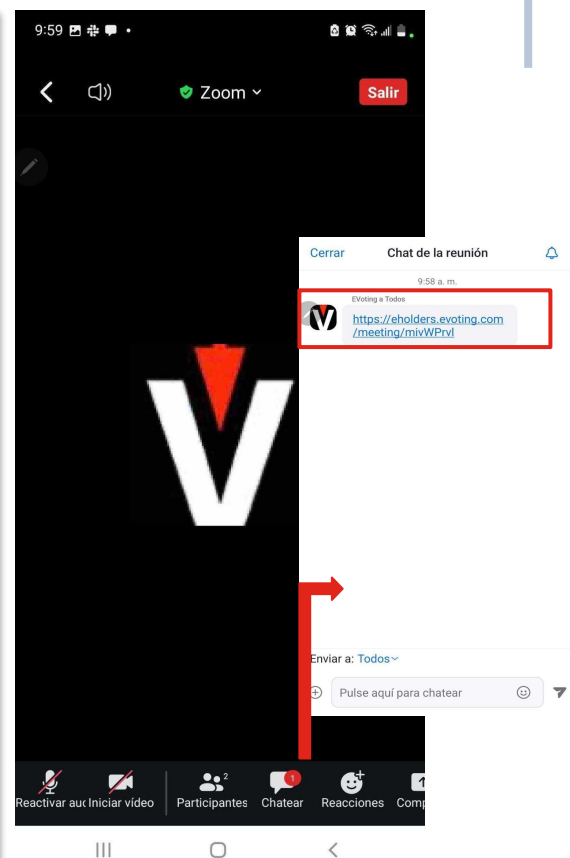 9:59
Zoom
Salir
Cerrar
Chat de la reunión
9:58 a. m.
EVoting a Todos
V
https://eholders.evoting.com
/meeting/mivWPrvl
V
Enviar a: Todos
Pulse aquí para chatear
2
1
Reactivar auc
Iniciar vídeo
Participantes
Chatear
Reacciones
Comp